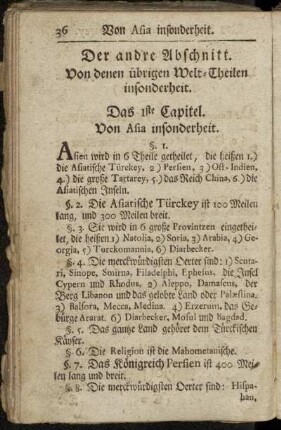 36 Von Asia insonderheit.
Der andre Abschnitt.
Von denen übrigen Welt-Theilen
insonderheit.
Das 1ste Capitel.
Von Asia insonderheit.
§. 1.
Asien wird in 6 Theile getheilet, die heißen 1.)
die Asiatische Türckey, 2) Persien, 3) Ost-Indien,
4.) die große Tartarey, 5.) das Reich China, 6.) die
Asiatischen Inseln.
§. 2. Die Asiatische Türckey ist 100 Meilen
lang, und 300 Meilen breit.
§. 3. Sie wird in 6 große Provintzen eingethei-
let, die heißen 1) Natolia, 2) Soria, 3) Arabia, 4) Ge-
orgia, 5) Turckomannia, 6) Diarbecker.
§. 4. Die merckwürdigsten Oerter sind: 1) Scuta-
ri, Sinope, Smirna, Filadelphi, Ephesus, die Insel
Cypern und Rhodus, 2) Aleppo, Damascus, der
Berg Libanon und das gelobte Land oder Palæstina,
3) Balsora, Mecca, Medina. 4) Erzerum, das Ge-
bürge Ararat. 6) Diarbecker, Mosul und Bagdad.
§. 5. Das gantze Land gehöret dem Türckischen
Käyser.
§. 6. Die Religion ist die Mahometanische.
§. 7. Das Königreich Persien ist 400 Mei-
len lang und breit.
§. 8. Die merckwürdigsten Oerter sind: Hispa-
han,